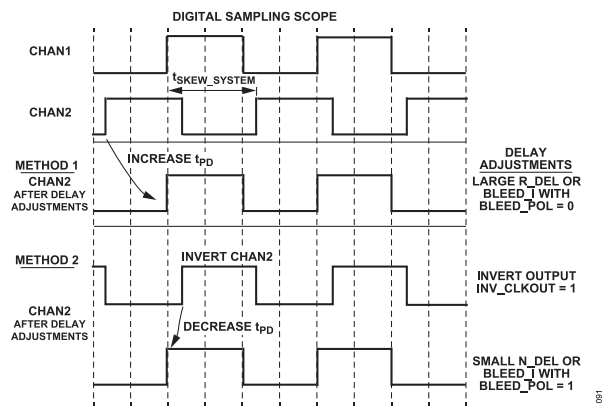 DIGITAL SAMPLING SCOPE
CHAN1
tSKEW_SYSTEM
CHAN2
METHOD 1
CHAN2
AFTER DELAY
ADJUSTMENTS
INCREASE tPD
DELAY
ADJUSTMENTS
LARGE R_DEL OR
BLEED_I WITH
BLEED_POL = 0
METHOD 2
INVERT CHAN2
INVERT OUTPUT
INV_CLKOUT = 1
CHAN2
AFTER DELAY
ADJUSTMENTS
DECREASE tPD
SMALL N_DEL OR
BLEED_I WITH
BLEED_POL = 1
091